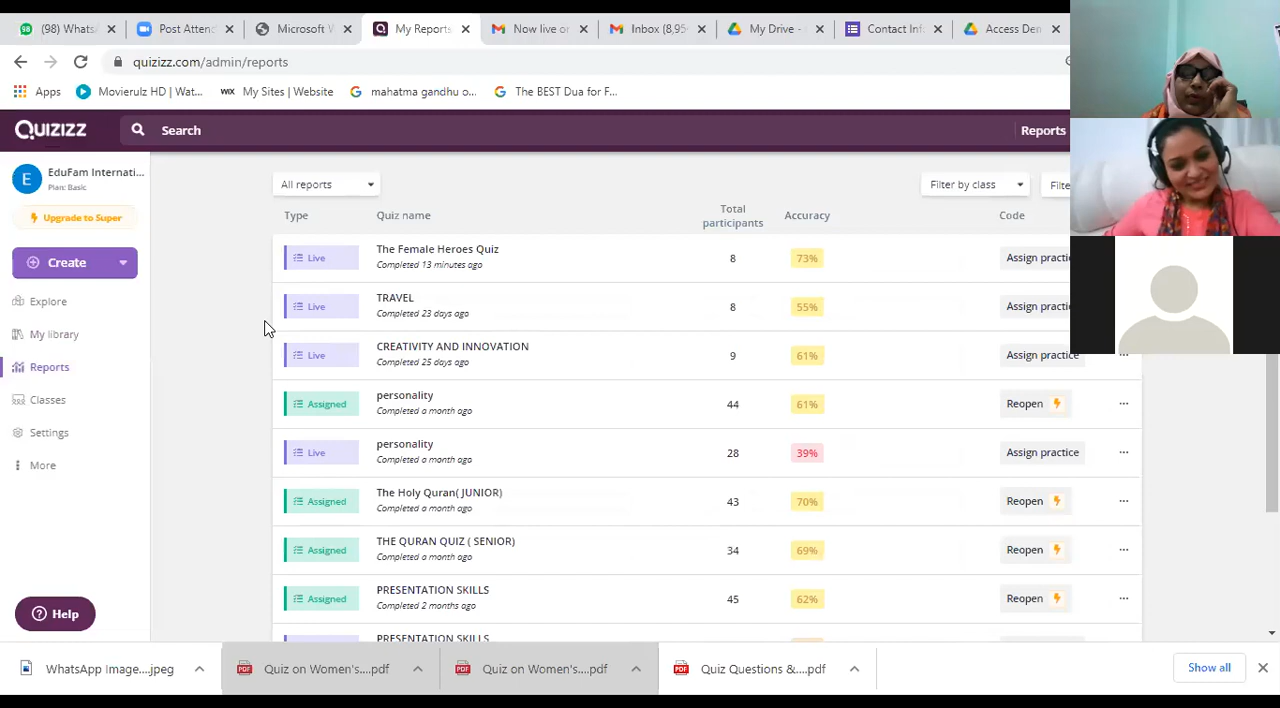 (98) Whats
Post Attend
Microsoft W
My Reports
Now live or
Inbox (8,95
My Drive -
Contact Inf
Access Den
quizizz.com/admin/reports
Apps
Movierulz HD | Wat...
WiX My Sites | Website
mahatma gandhu o...
The BEST Dua for F...
QUIZIZZ
Search
Reports
E
EduFam Internati...
Plan: Basic
Upgrade to Super
Create
Explore
My library
Reports
Classes
Settings
More
Help
All reports
Filter by class
Filte
Type Quiz name Total participants Accuracy Code
Live The Female Heroes Quiz 8 73% Assign practice
Completed 13 minutes ago
Live TRAVEL 8 55% Assign practice
Completed 23 days ago
Live CREATIVITY AND INNOVATION 9 61% Assign practice ...
Completed 25 days ago
Assigned personality 44 61% Reopen ...
Completed a month ago
Live personality 28 39% Assign practice ...
Completed a month ago
Assigned The Holy Quran( JUNIOR) 43 70% Reopen ...
Completed a month ago
Assigned THE QURAN QUIZ ( SENIOR) 34 69% Reopen ...
Completed a month ago
Assigned PRESENTATION SKILLS 45 62% Reopen ...
Completed 2 months ago
PRESENTATION SKILLS
WhatsApp Image....jpeg
Quiz on Women's....pdf
Quiz on Women's....pdf
Quiz Questions &....pdf
Show all